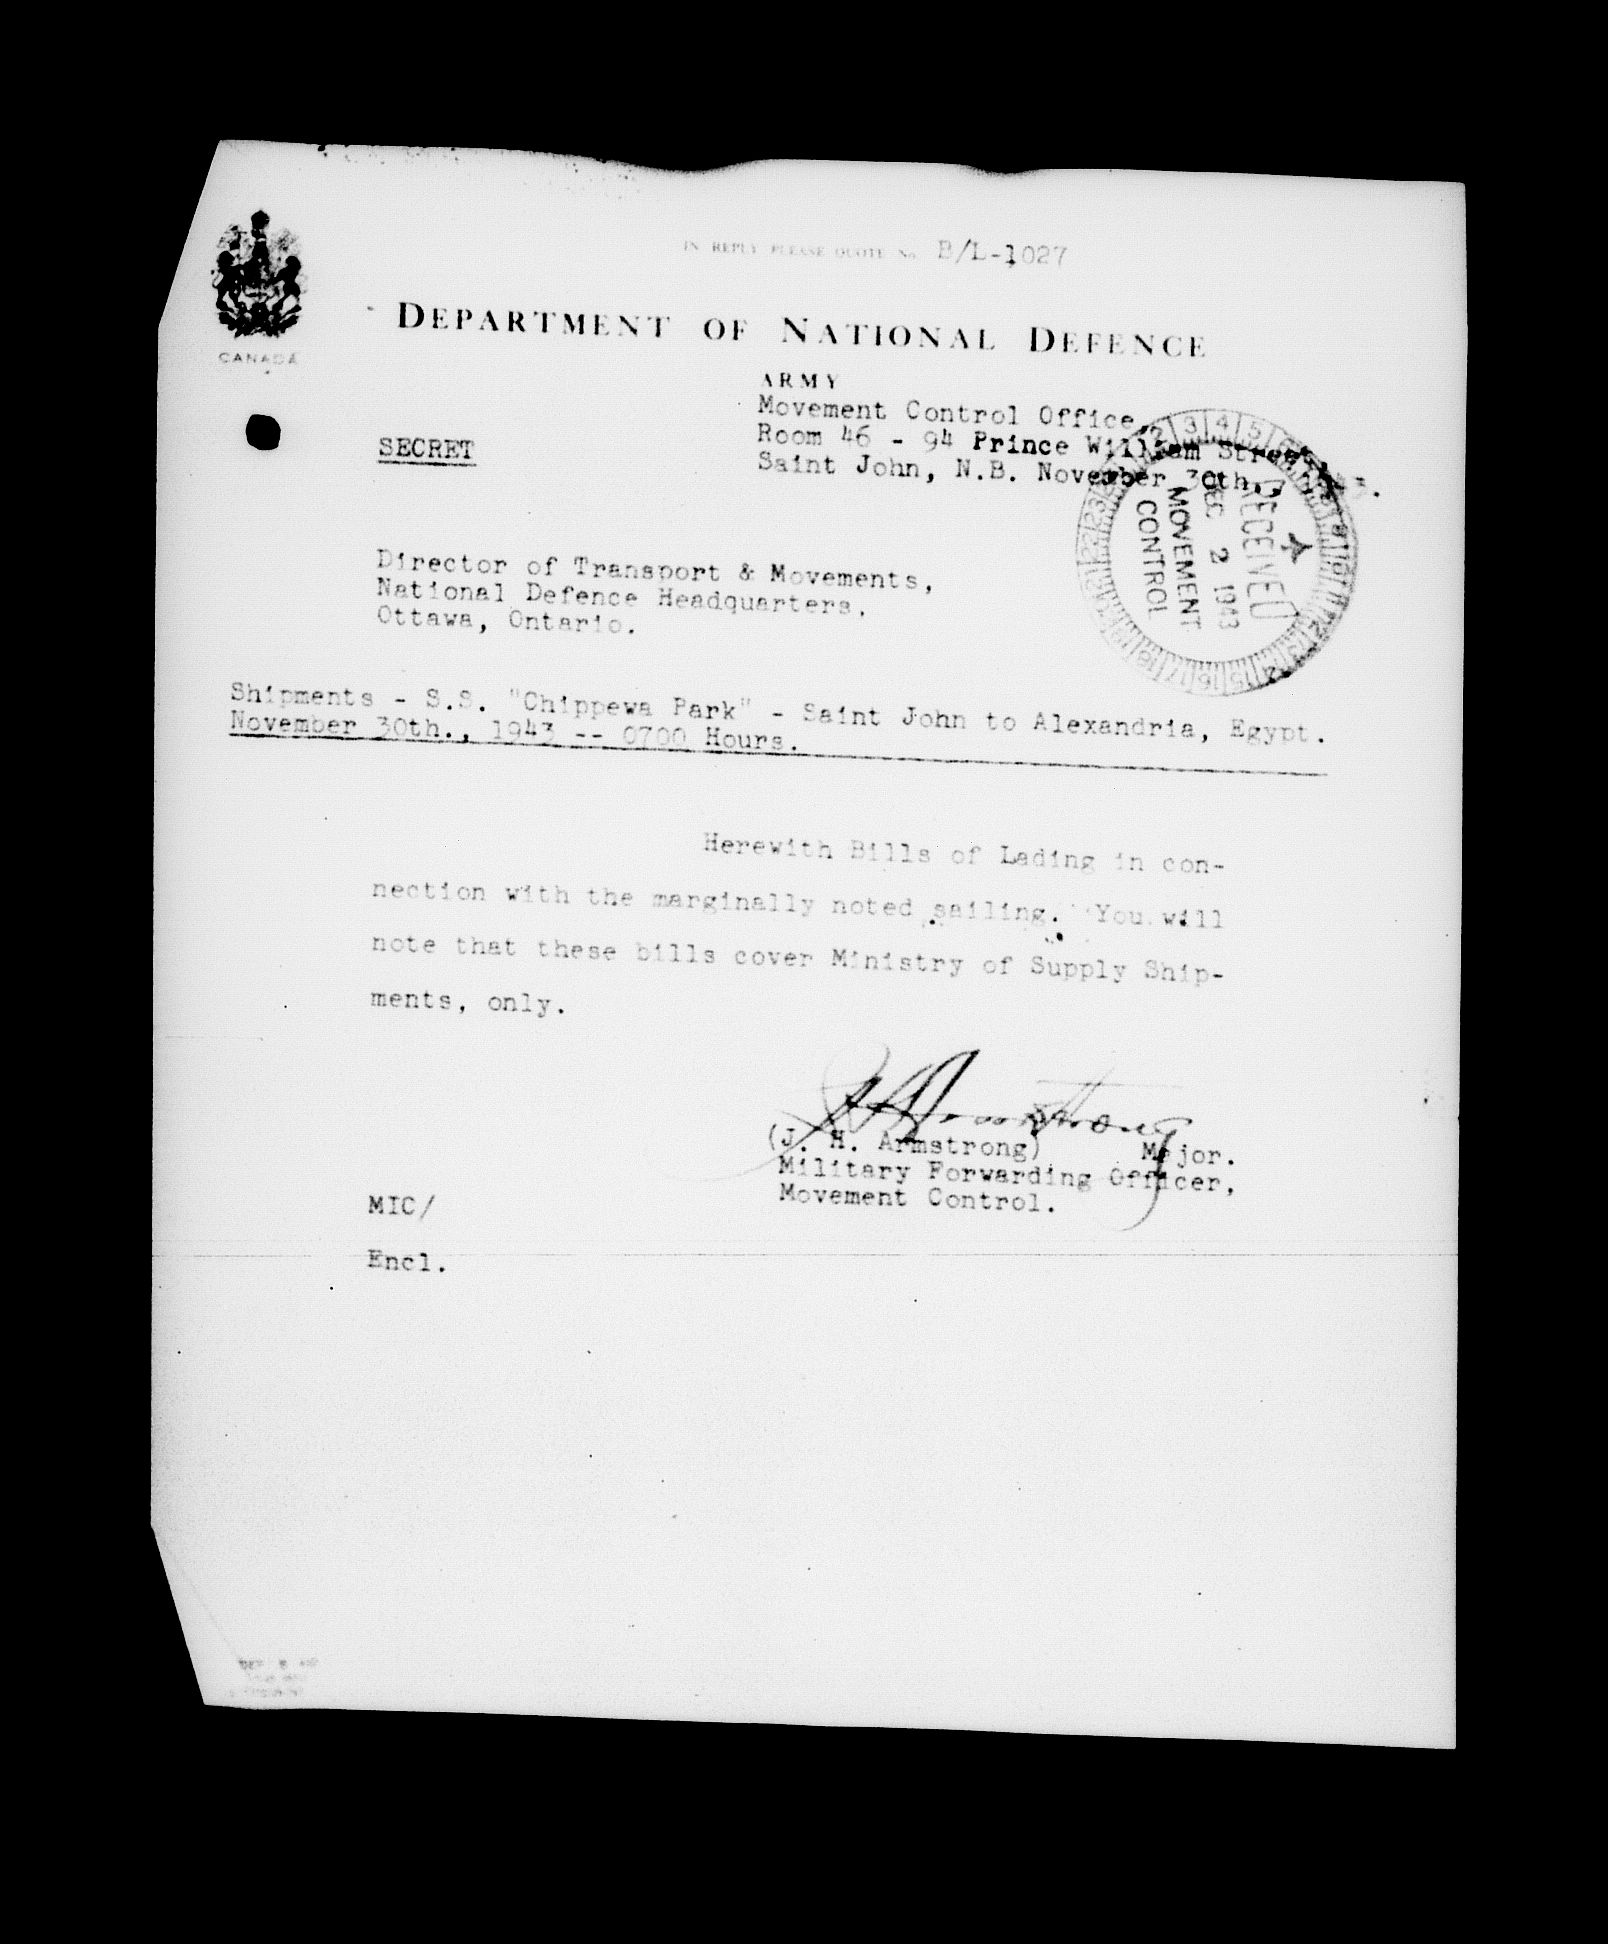 IN REPLY PLEASE QUOTE No. B/L-1027
CANADA
DEPARTMENT OF NATIONAL DEFENCE
ARMY
Movement Control Office,
Room 46 - 94 Prince William Street,
Saint John, N.B. November 30th., 1943.
SECRET
RECEIVED
DEC 2 1943
MOVEMENT
CONTROL
Director of Transport & Movements,
National Defence Headquarters,
Ottawa, Ontario.
Shipments - S.S. "Chippewa Park" - Saint John to Alexandria, Egypt.
November 30th., 1943 -- 0700 Hours.
Herewith Bills of Lading in con-
nection with the marginally noted sailing. You will
note that these bills cover Ministry of Supply Ship-
ments, only.
(J. H. Armstrong) Major.
Military Forwarding Officer,
Movement Control.
MIC/
Encl.